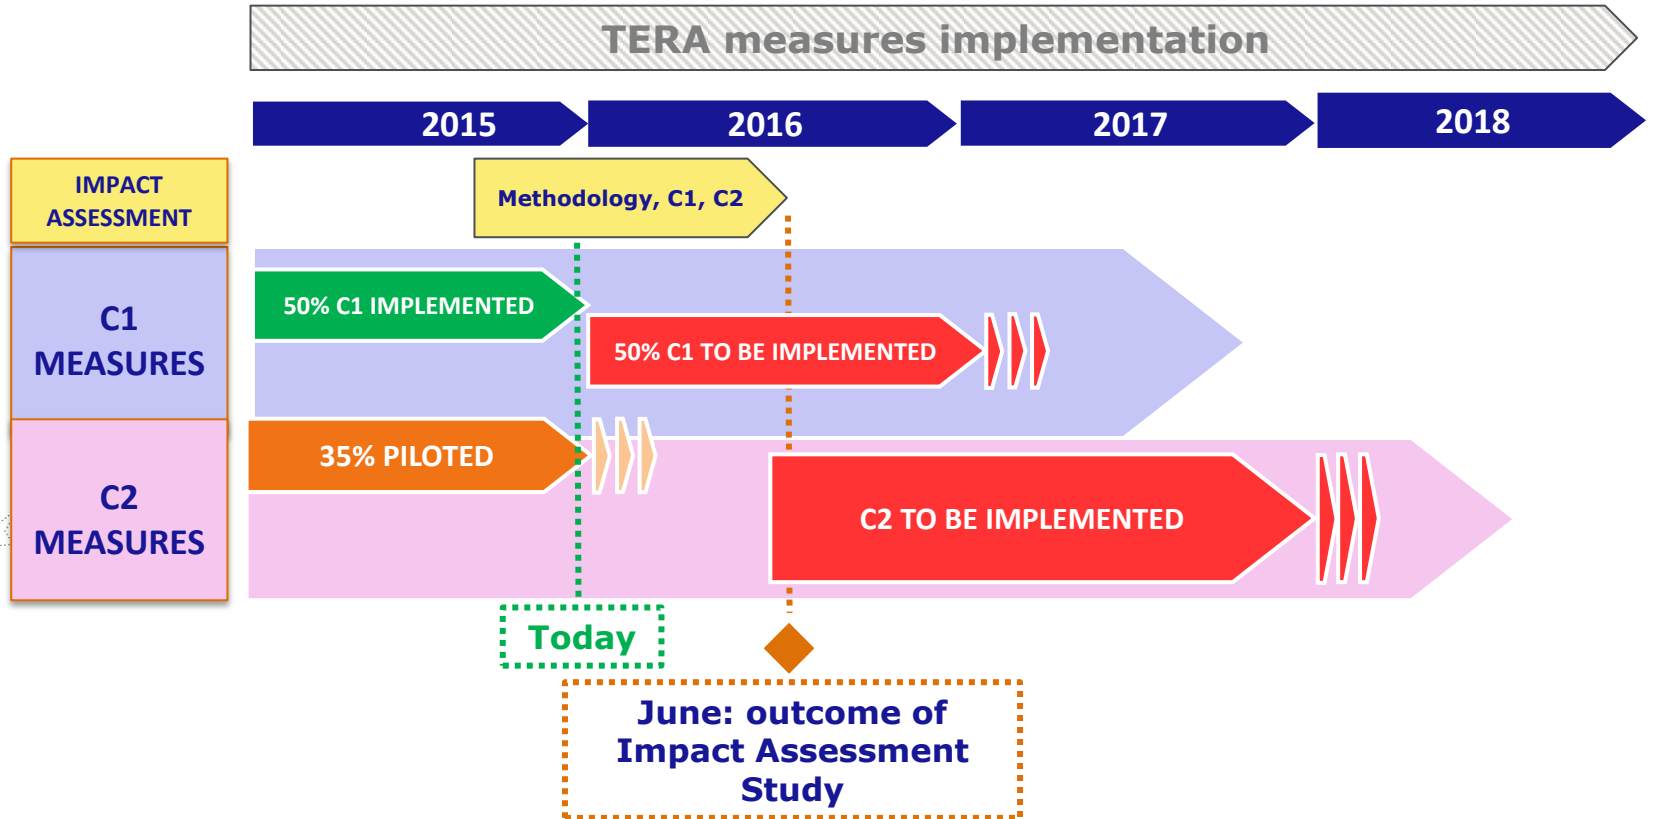 TERA measures implementation
2015
2016
2017
2018
IMPACT
ASSESSMENT
Methodology, C1, C2
C1
MEASURES
50% C1 IMPLEMENTED
50% C1 TO BE IMPLEMENTED
C2
MEASURES
35% PILOTED
C2 TO BE IMPLEMENTED
Today
June: outcome of
Impact Assessment
Study